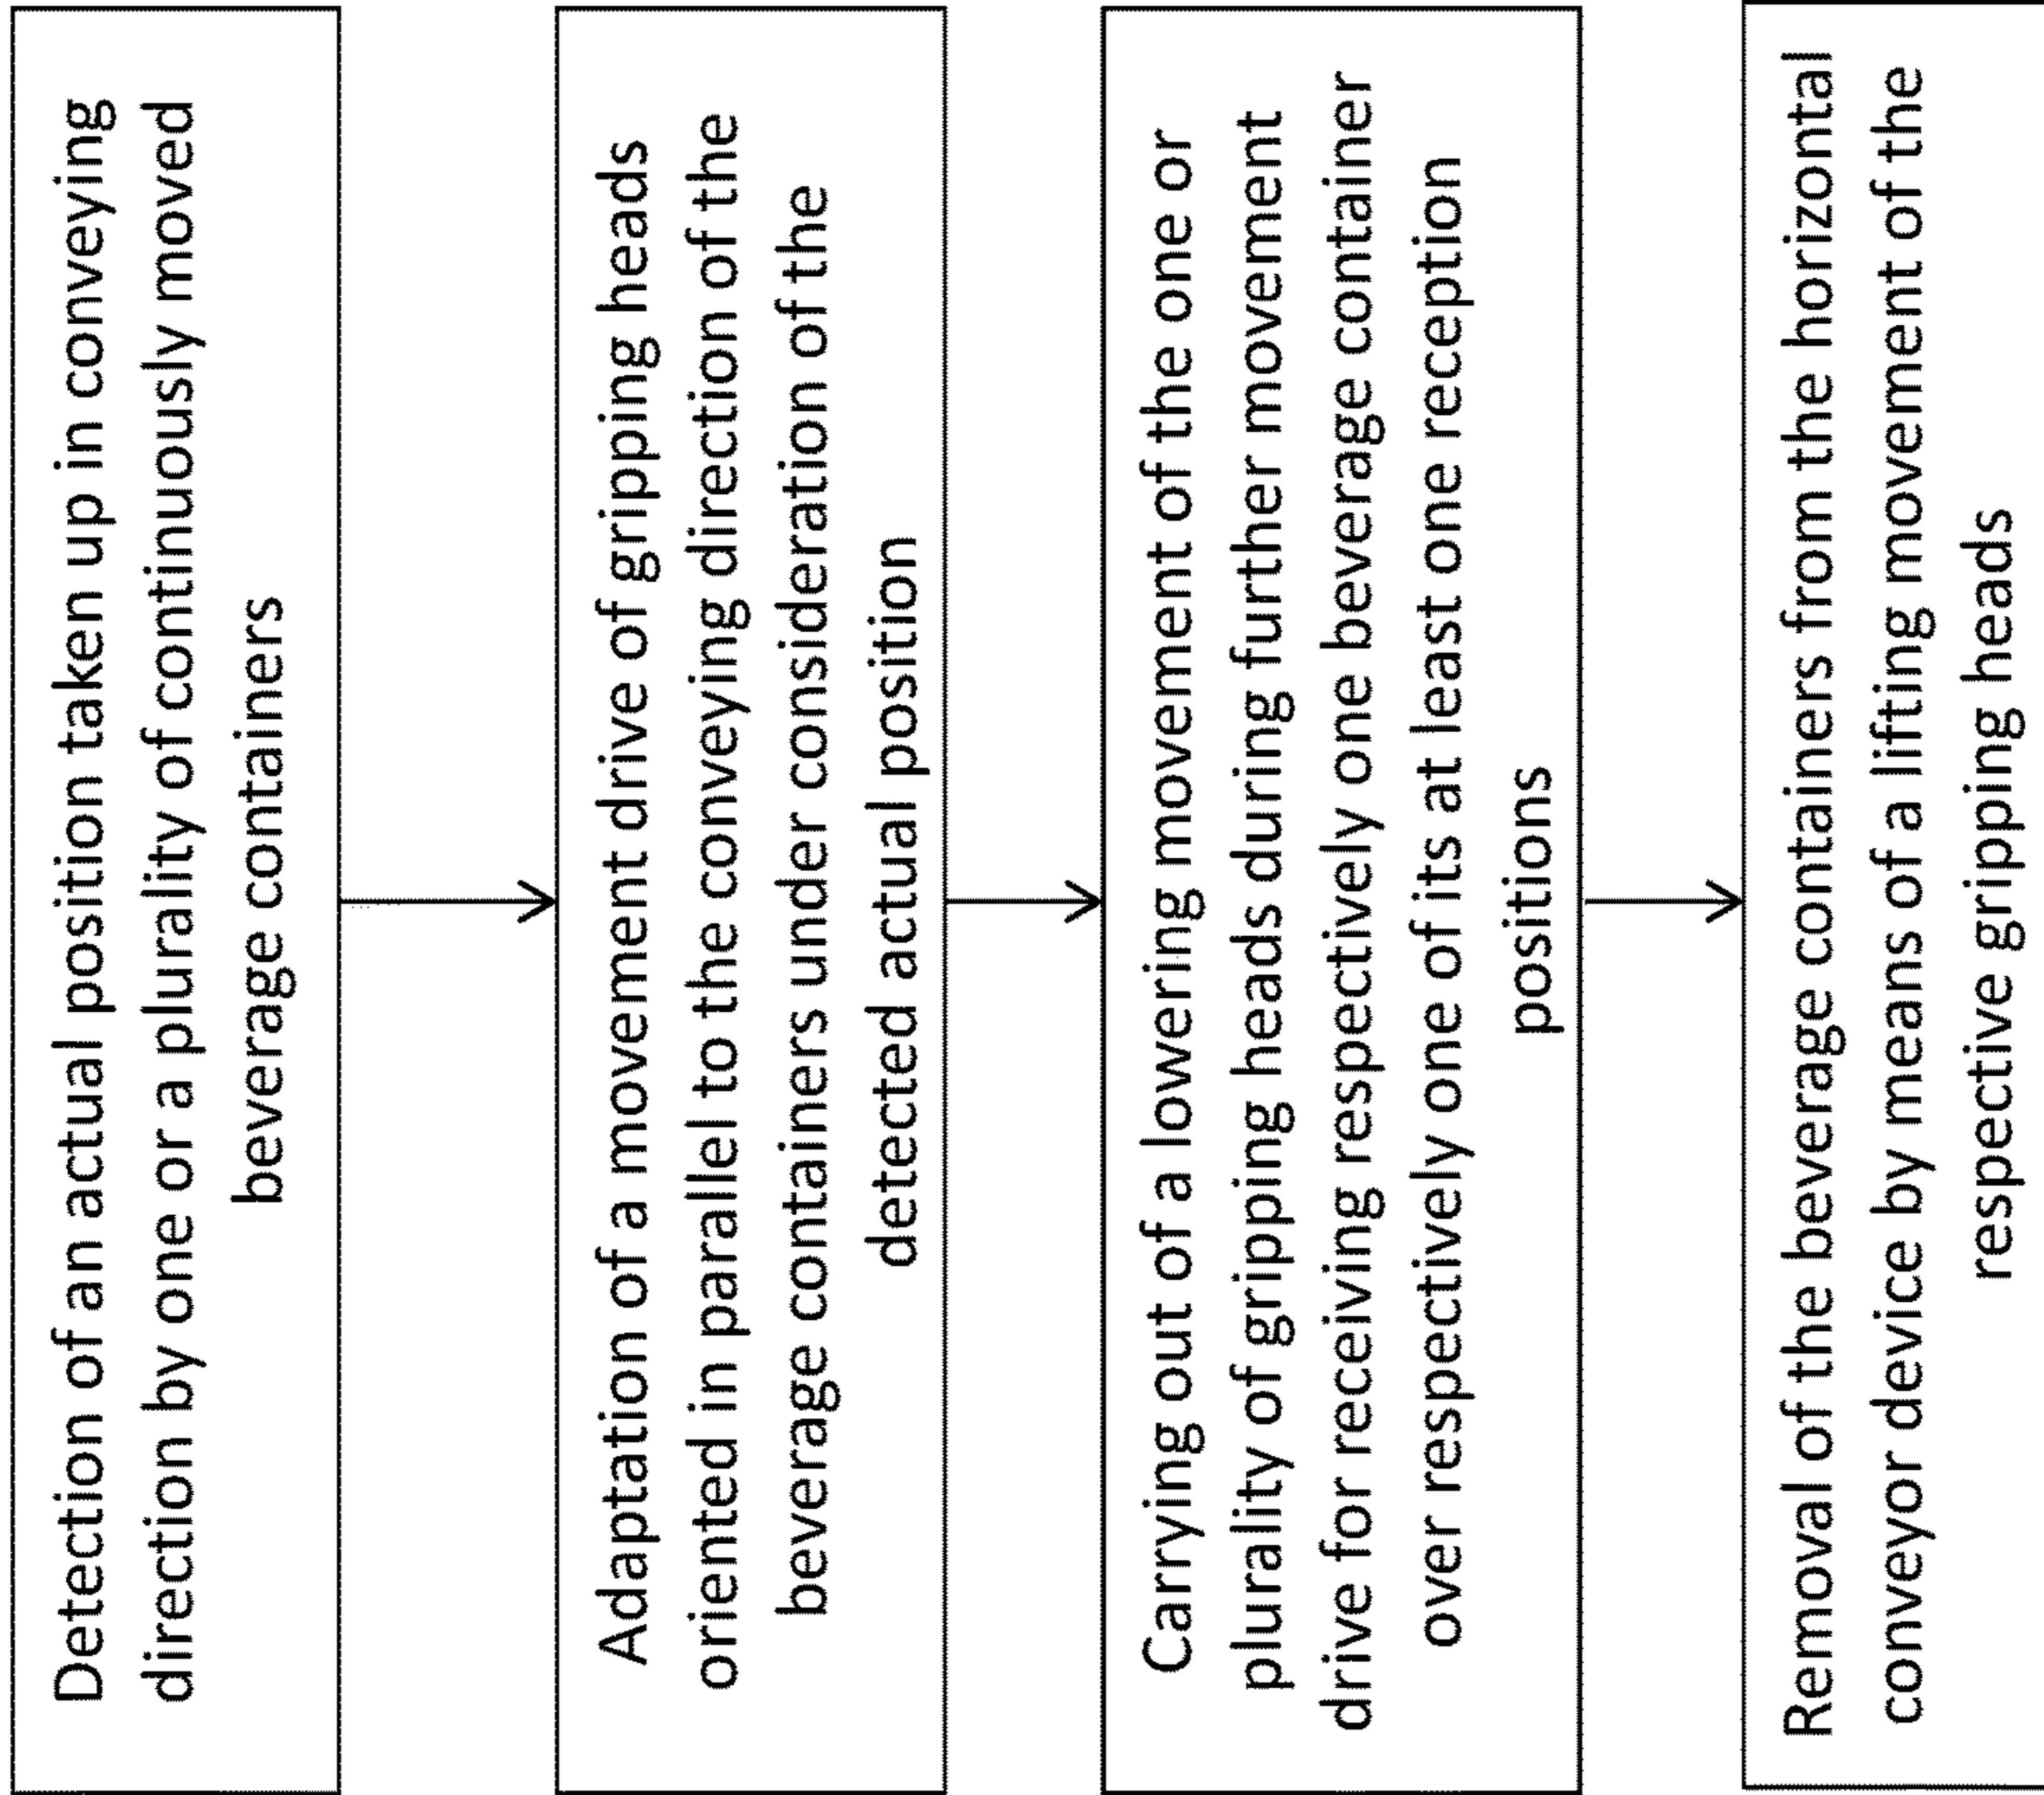 Detection of an actual position taken up in conveying
direction by one or a plurality of continuously moved
beverage containers
Adaptation of a movement drive of gripping heads
oriented in parallel to the conveying direction of the
beverage containers under consideration of the
detected actual position
Carrying out of a lowering movement of the one or
plurality of gripping heads during further movement
drive for receiving respectively one beverage container
over respectively one of its at least one reception
positions
Removal of the beverage containers from the horizontal
conveyor device by means of a lifting movement of the
respective gripping heads